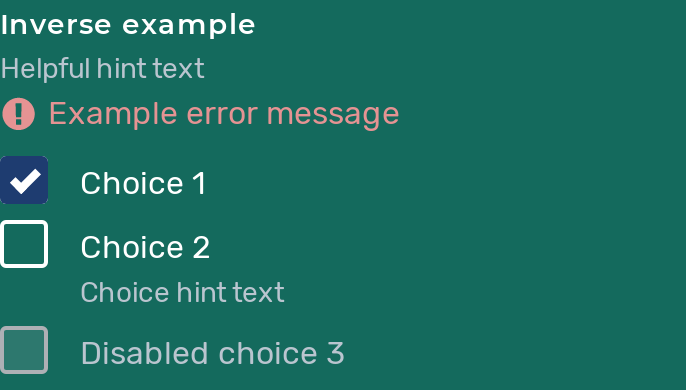 Inverse example
Helpful hint text
Example error message
Choice 1
Choice 2
Choice hint text
Disabled choice 3